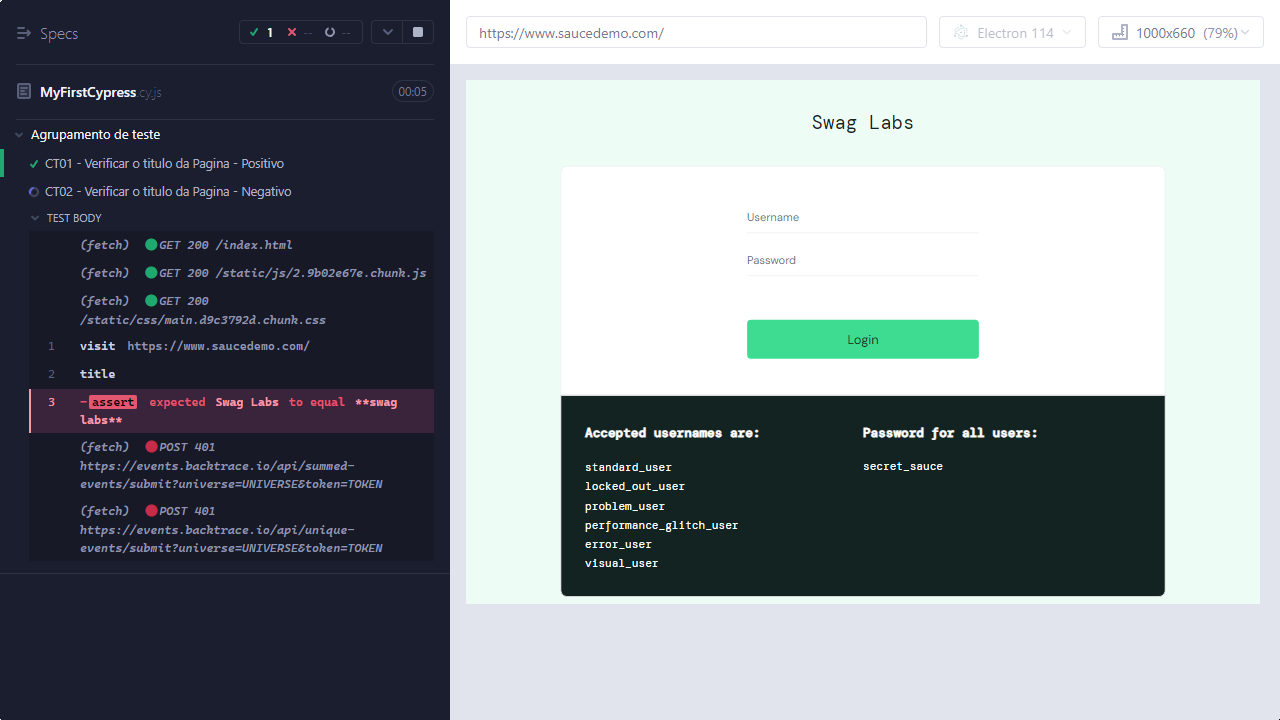 Specs
1 -- --
MyFirstCypress.cy.js 00:05
Agrupamento de teste
CT01 - Verificar o titulo da Pagina - Positivo
CT02 - Verificar o titulo da Pagina - Negativo
TEST BODY
(fetch) GET 200 /index.html
(fetch) GET 200 /static/js/2.9b02e67e.chunk.js
(fetch) GET 200
/static/css/main.d9c3792d.chunk.css
1 visit https://www.saucedemo.com/
2 title
3 -assert expected Swag Labs to equal **swag
labs**
(fetch) POST 401
https://events.backtrace.io/api/summed-
events/submit?universe=UNIVERSE&token=TOKEN
(fetch) POST 401
https://events.backtrace.io/api/unique-
events/submit?universe=UNIVERSE&token=TOKEN
https://www.saucedemo.com/
Electron 114
1000x660 (79%)
Swag Labs
Username
Password
Login
Accepted usernames are:
standard_user
locked_out_user
problem_user
performance_glitch_user
error_user
visual_user
Password for all users:
secret_sauce